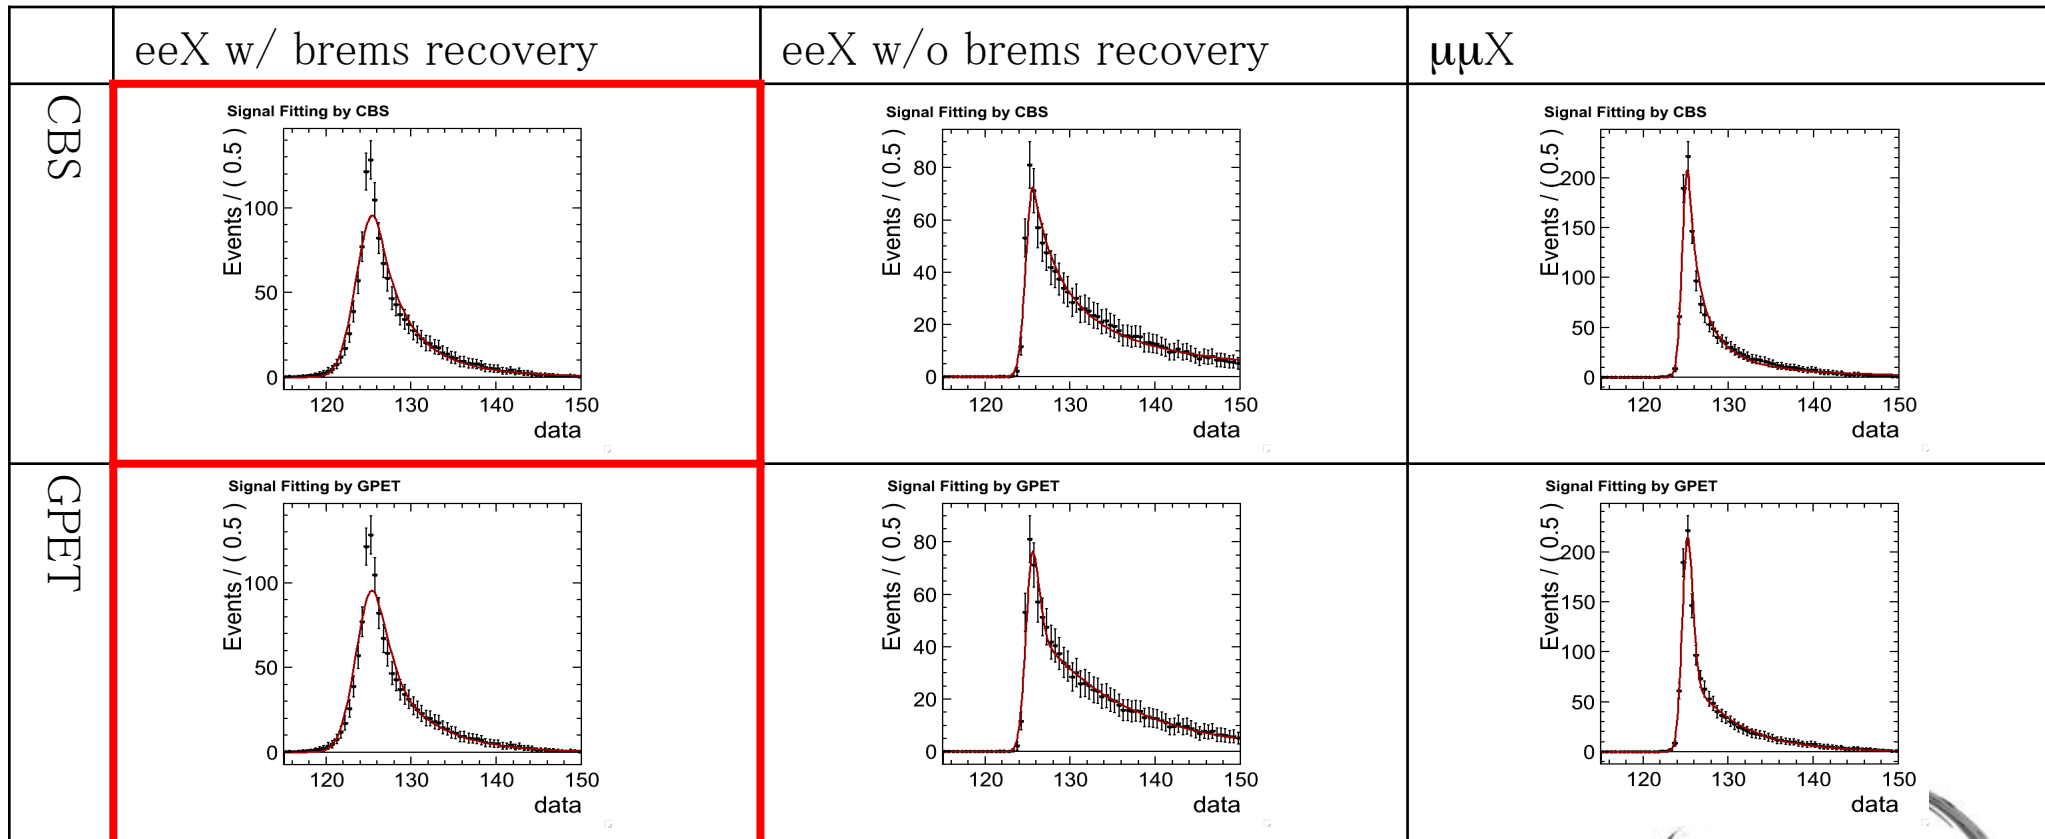 eeX w/ brems recovery
eeX w/o brems recovery
μμX
CBS
Signal Fitting by CBS
Events / ( 0.5 )
100
50
0
120 130 140 150
data
Signal Fitting by CBS
Events / ( 0.5 )
80
60
40
20
0
120 130 140 150
data
Signal Fitting by CBS
Events / ( 0.5 )
200
150
100
50
0
120 130 140 150
data
GPET
Signal Fitting by GPET
Events / ( 0.5 )
100
50
0
120 130 140 150
data
Signal Fitting by GPET
Events / ( 0.5 )
80
60
40
20
0
120 130 140 150
data
Signal Fitting by GPET
Events / ( 0.5 )
200
150
100
50
0
120 130 140 150
data